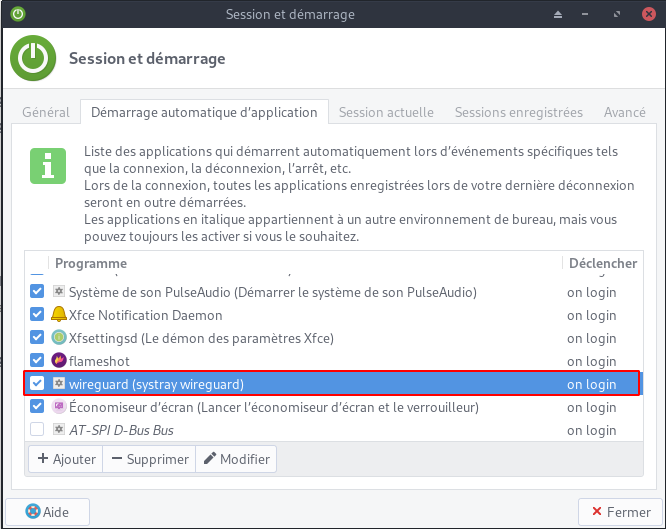 Session et démarrage
Session et démarrage
Général
Démarrage automatique d'application
Session actuelle
Sessions enregistrées
Avancé
Liste des applications qui démarrent automatiquement lors d'événements spécifiques tels
que la connexion, la déconnexion, l'arrêt, etc.
Lors de la connexion, toutes les applications enregistrées lors de votre dernière déconnexion
seront en outre démarrées.
Les applications en italique appartiennent à un autre environnement de bureau, mais vous
pouvez toujours les activer si vous le souhaitez.
Programme Déclencher
Système de son PulseAudio (Démarrer le système de son PulseAudio) on login
Xfce Notification Daemon on login
Xfsettingsd (Le démon des paramètres Xfce) on login
flameshot on login
wireguard (systray wireguard) on login
Économiseur d'écran (Lancer l'économiseur d'écran et le verrouilleur) on login
AT-SPI D-Bus Bus on login
Ajouter
Supprimer
Modifier
Aide
Fermer